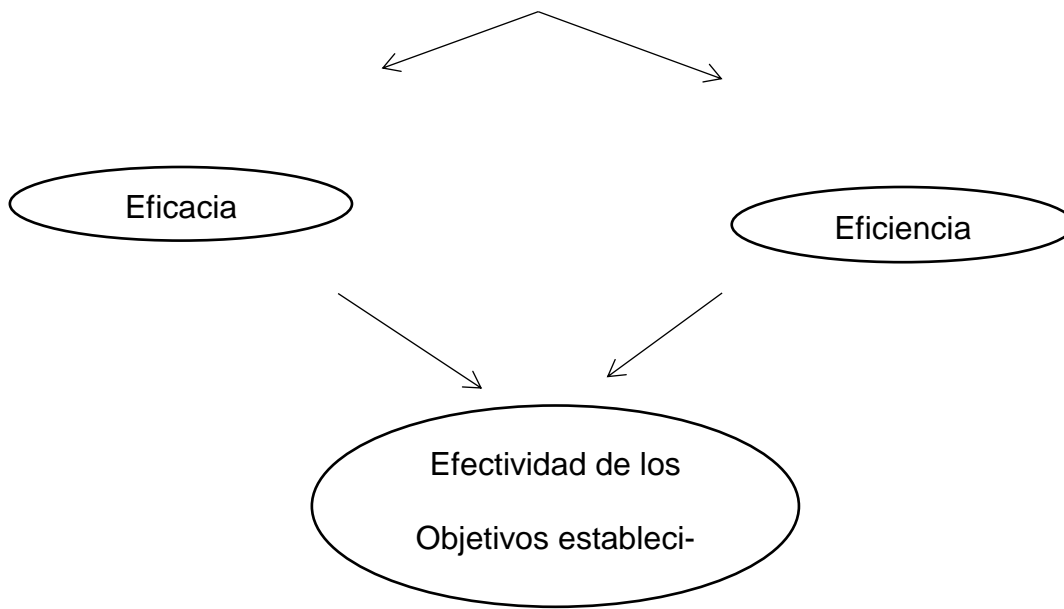 Eficacia
Eficiencia
Efectividad de los
Objetivos estableci-